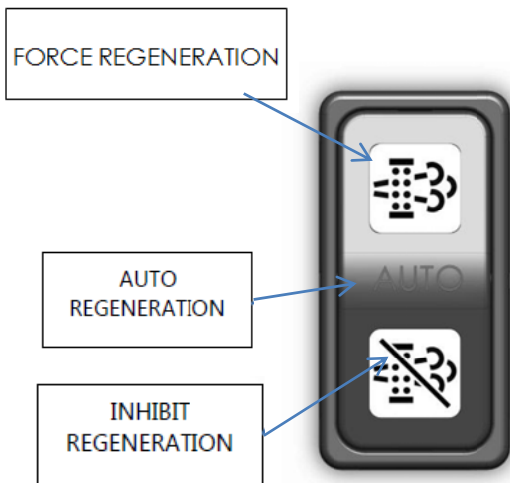 FORCE REGENERATION
AUTO
AUTO
REGENERATION
INHIBIT
REGENERATION